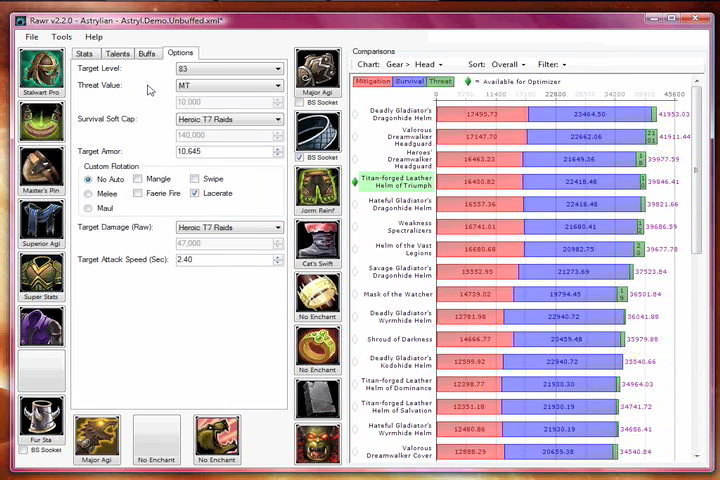 Rawr v2.2.0 - Astrylian - Astryl.Demo.Unbuffed.xml*
File Tools Help
Stats Talents Buffs Options
Target Level: 83
Threat Value: MT
10.000
Survival Soft Cap: Heroic T7 Raids
140,000
Target Armor: 10,645
Custom Rotation
No Auto Mangle Swipe
Melee Faerie Fire Lacerate
Maul
Target Damage (Raw): Heroic T7 Raids
47,000
Target Attack Speed (Sec): 2.40
Stalwart Pro
Master's Pin
Superior Agi
Super Stats
Fur Sta
BS Socket
Major Agi
No Enchant
No Enchant
Major Agi
BS Socket
BS Socket
Jorm Reinf
Cat's Swift
No Enchant
No Enchant
Comparisons
Chart: Gear > Head Sort: Overall Filter:
Mitigation Survival Threat = Available for Optimizer
0 5700 11400 22800 34200 45600
Deadly Gladiator's Dragonhide Helm 17495.73 23464.50 41953.03
Valorous Dreamwalker Headguard 17147.70 22662.06 41911.44
Heroes' Dreamwalker Headguard 16463.23 21649.36 39977.59
Titan-forged Leather Helm of Triumph 16400.82 22418.48 39846.41
Hateful Gladiator's Dragonhide Helm 16557.36 22418.48 39821.66
Weakness Spectralizers 16741.01 21680.41 39686.59
Helm of the Vast Legions 16680.68 20982.75 39677.78
Savage Gladiator's Dragonhide Helm 15552.95 21273.69 37523.84
Mask of the Watcher 14739.02 19794.45 36501.84
Deadly Gladiator's Wyrmhide Helm 12781.98 22940.72 36041.88
Shroud of Darkness 14666.77 20459.48 35979.88
Deadly Gladiator's Kodohide Helm 12599.92 22940.72 35540.66
Titan-forged Leather Helm of Dominance 12398.77 21930.30 34964.03
Titan-forged Leather Helm of Salvation 12351.18 21930.19 34741.72
Hateful Gladiator's Wyrmhide Helm 12480.86 21930.19 34686.41
Valorous Dreamwalker Cover 12888.29 20659.38 34540.84